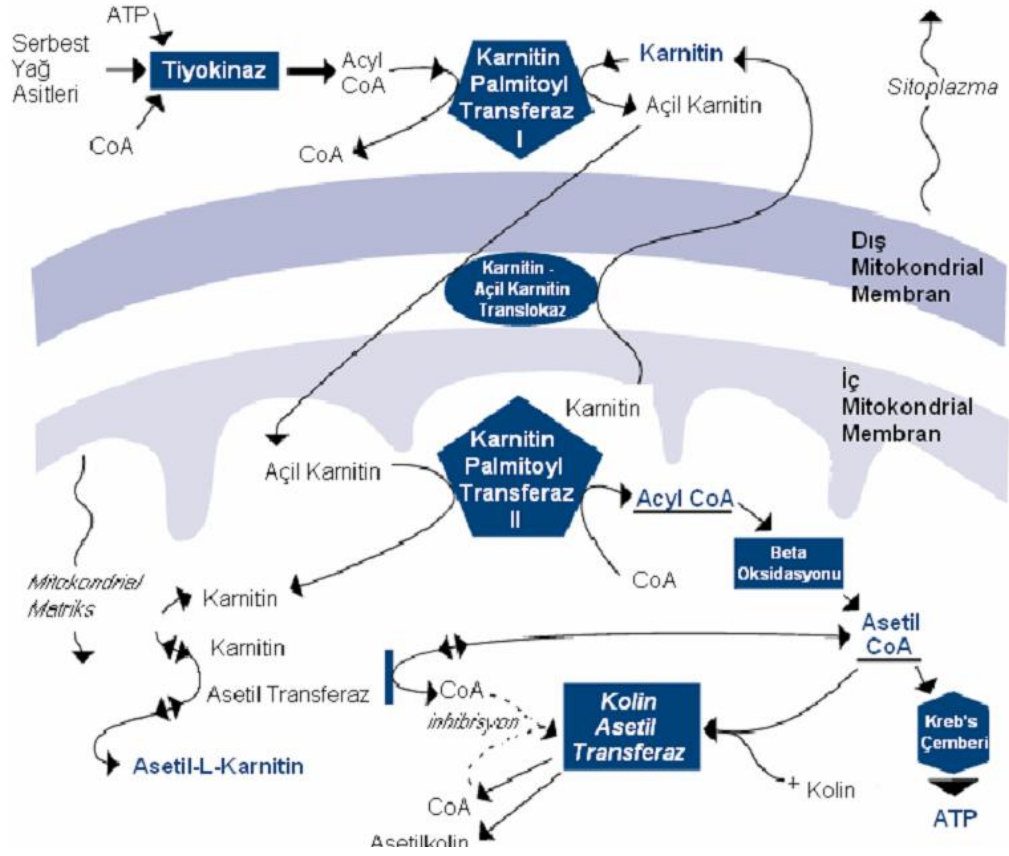 ATP
Serbest
Yağ
Asitleri
Tiyokinaz
CoA
Acyl
CoA
CoA
Karnitin
Palmitoyl
Transferaz
I
Karnitin
Açil Karnitin
Sitoplazma
Dış
Mitokondrial
Membran
Karnitin -
Açil Karnitin
Translokaz
İç
Mitokondrial
Membran
Karnitin
Karnitin
Palmitoyl
Transferaz
II
Açil Karnitin
Acyl CoA
CoA
Beta
Oksidasyonu
Mitokondrial
Matriks
Karnitin
Karnitin
Asetil Transferaz
Asetil-L-Karnitin
CoA
inhibisyon
Asetil
CoA
Kolin
Asetil
Transferaz
Kreb's
Çemberi
+ Kolin
ATP
CoA
Asetilkolin